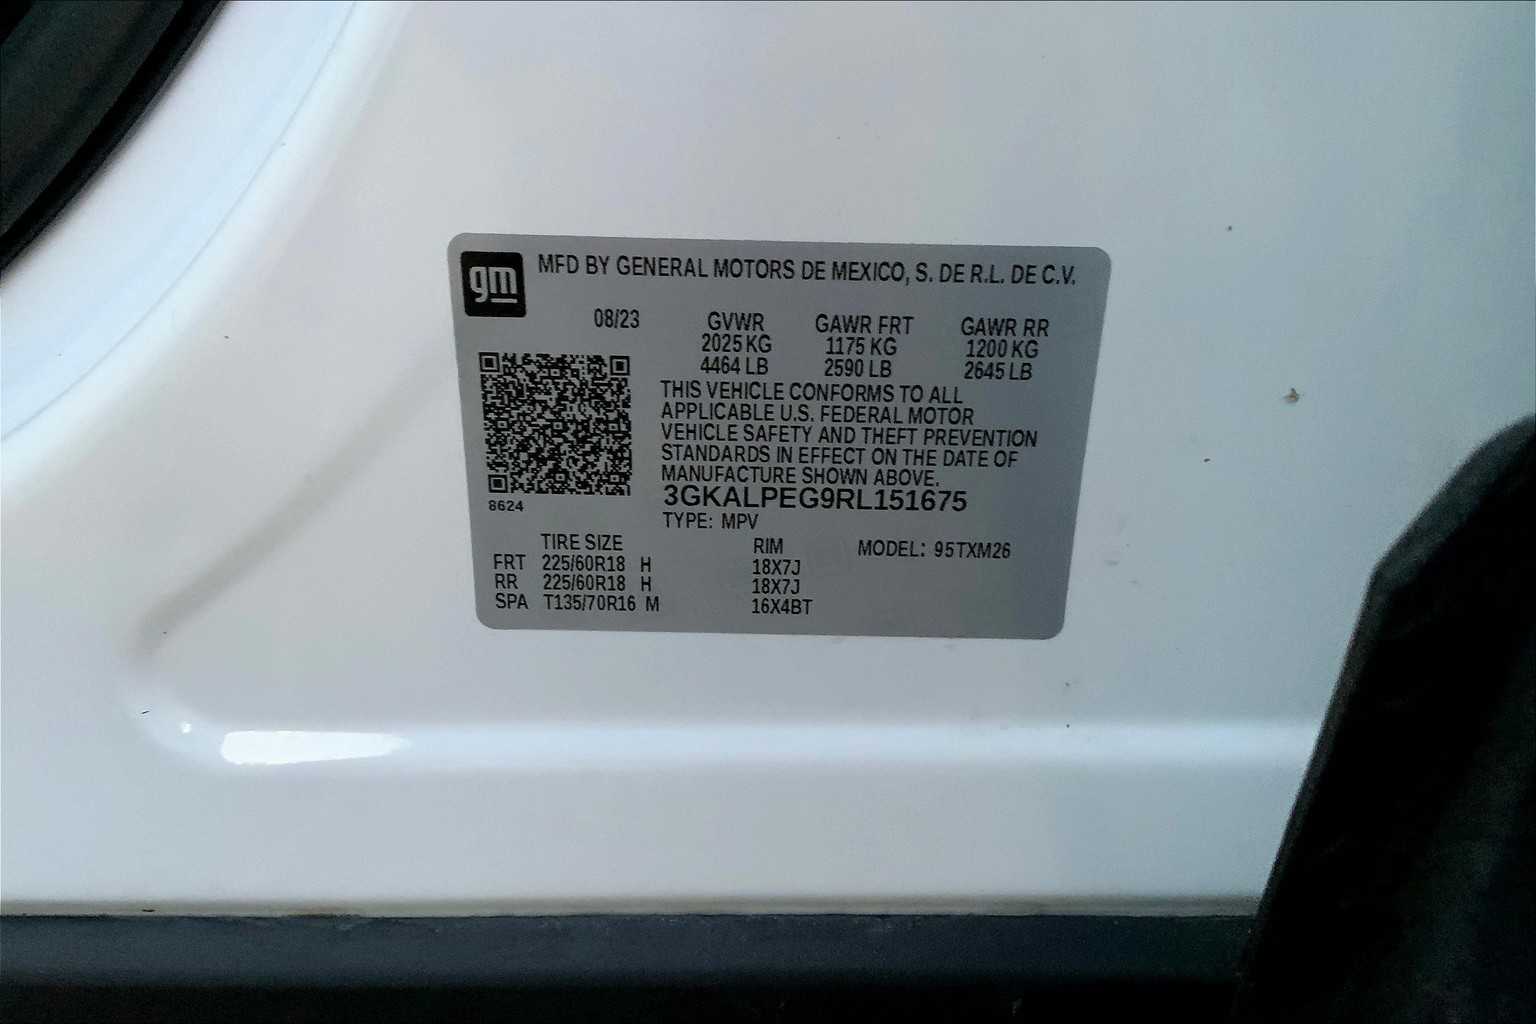 gm
MFD BY GENERAL MOTORS DE MEXICO, S. DE R.L. DE C.V.
08/23 GVWR GAWR FRT GAWR RR
2025 KG 1175 KG 1200 KG
4464 LB 2590 LB 2645 LB
THIS VEHICLE CONFORMS TO ALL
APPLICABLE U.S. FEDERAL MOTOR
VEHICLE SAFETY AND THEFT PREVENTION
STANDARDS IN EFFECT ON THE DATE OF
MANUFACTURE SHOWN ABOVE.
3GKALPEG9RL151675
8624
TYPE: MPV
TIRE SIZE RIM MODEL: 95TXM26
FRT 225/60R18 H 18X7J
RR 225/60R18 H 18X7J
SPA T135/70R16 M 16X4BT